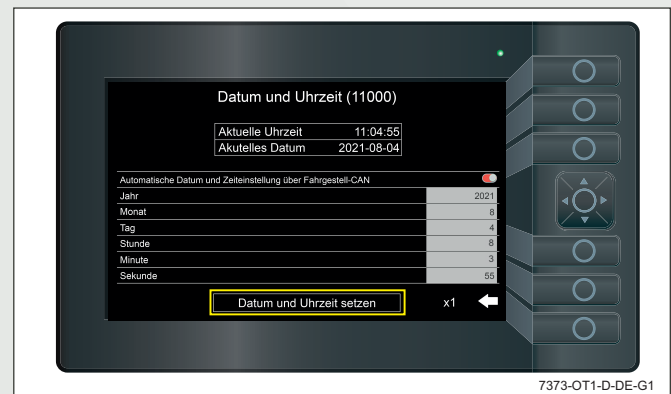 Datum und Uhrzeit (11000)
Aktuelle Uhrzeit 11:04:55
Akutelles Datum 2021-08-04
Automatische Datum und Zeiteinstellung über Fahrgestell-CAN
Jahr 2021
Monat 8
Tag 4
Stunde 8
Minute 3
Sekunde 55
Datum und Uhrzeit setzen x1
7373-OT1-D-DE-G1